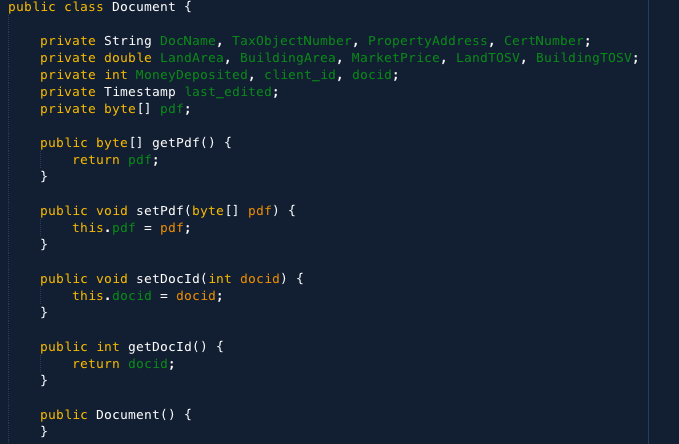 public class Document {
private String DocName, TaxObjectNumber, PropertyAddress, CertNumber;
private double LandArea, BuildingArea, MarketPrice, LandTOSV, BuildingTOSV;
private int MoneyDeposited, client_id, docid;
private Timestamp last_edited;
private byte[] pdf;
public byte[] getPdf() {
return pdf;
}
public void setPdf(byte[] pdf) {
this.pdf = pdf;
}
public void setDocId(int docid) {
this.docid = docid;
}
public int getDocId() {
return docid;
}
public Document() {
}